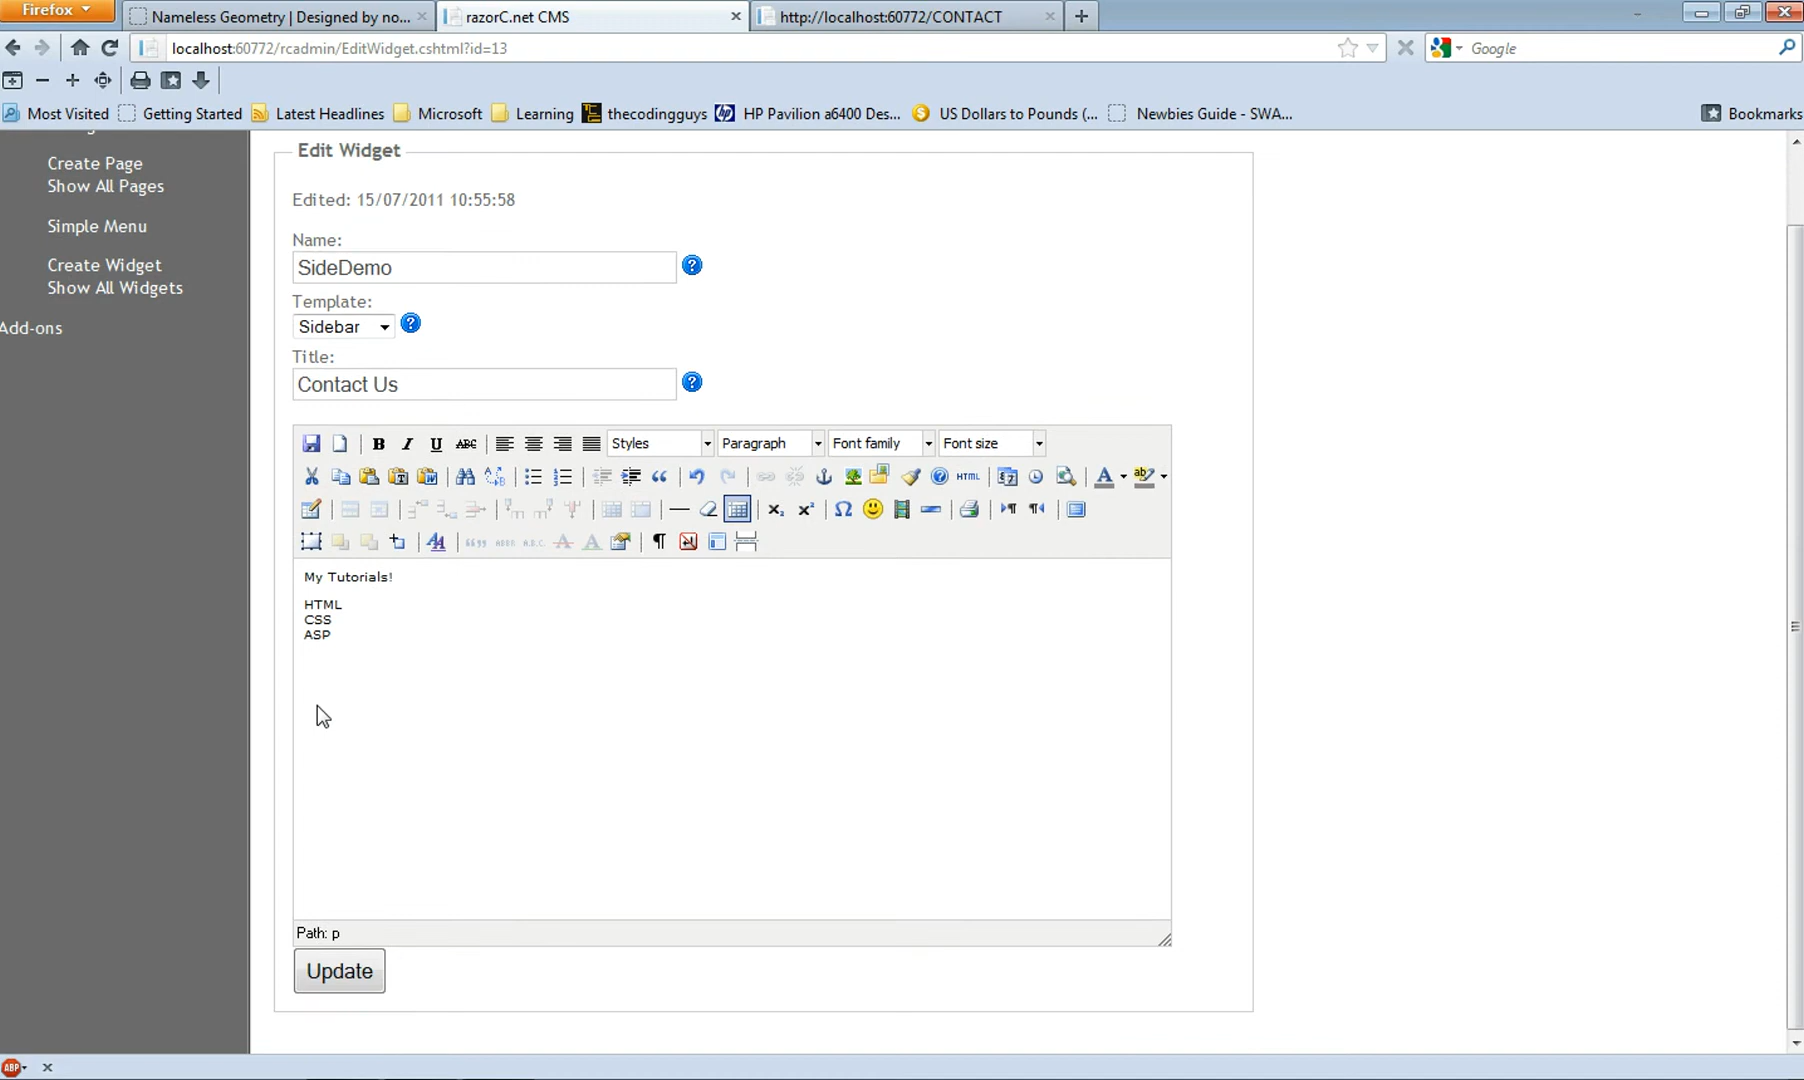 Firefox
Nameless Geometry | Designed by no...
razorC.net CMS
http://localhost:60772/CONTACT
localhost:60772/rcadmin/EditWidget.cshtml?id=13
Google
Most Visited
Getting Started
Latest Headlines
Microsoft
Learning
thecodingguys
HP Pavilion a6400 Des...
US Dollars to Pounds (...
Newbies Guide - SWA...
Bookmarks
Create Page
Show All Pages
Simple Menu
Create Widget
Show All Widgets
Add-ons
Edit Widget
Edited: 15/07/2011 10:55:58
Name:
SideDemo
Template:
Sidebar
Title:
Contact Us
B I U ABC
Styles
Paragraph
Font family
Font size
HTML
My Tutorials!
HTML
CSS
ASP
Path: p
Update
ABP